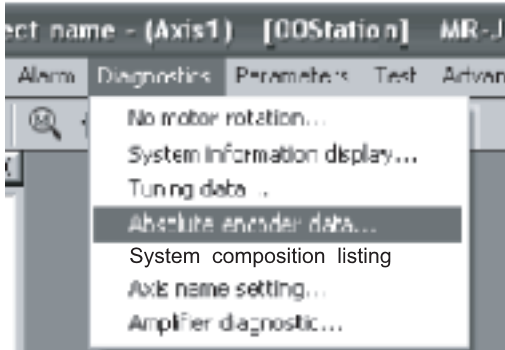 ect name - (Axis1) [00Station] MR-J
Alarm Diagnostics Parameters Test Advan
No motor rotation...
System information display...
Tuning data ...
Absolute encoder data...
System composition listing
Axis name setting...
Amplifier diagnostic...